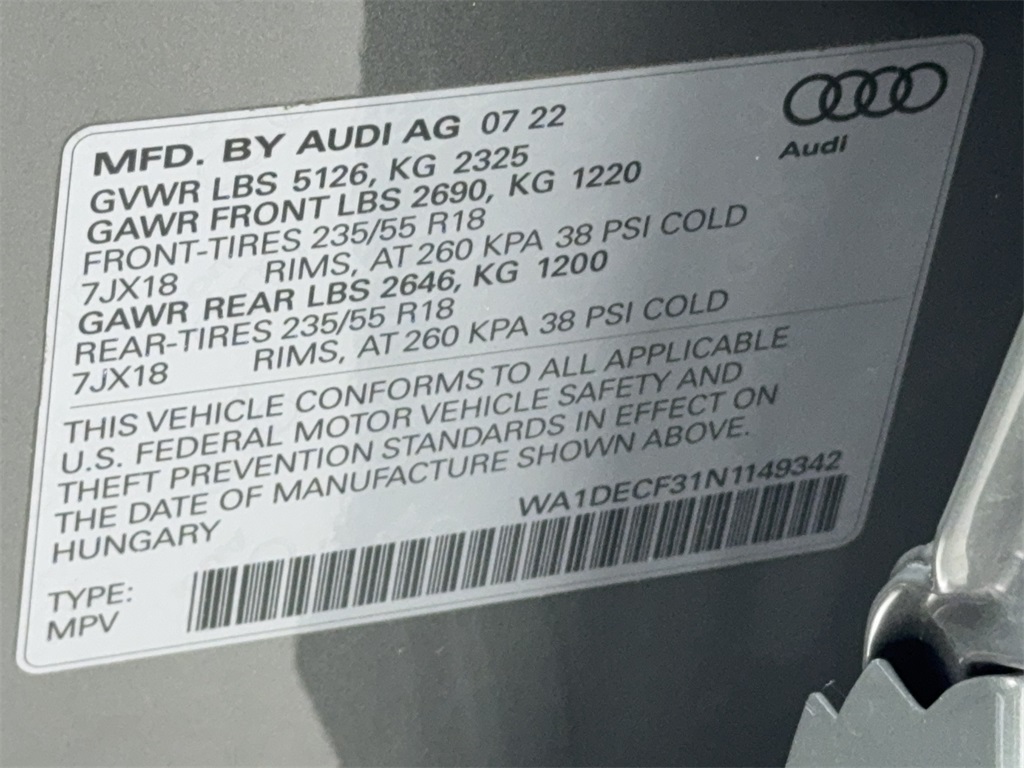 MFD. BY AUDI AG 07 22
Audi
GVWR LBS 5126, KG 2325
GAWR FRONT LBS 2690, KG 1220
FRONT-TIRES 235/55 R18
7JX18 RIMS, AT 260 KPA 38 PSI COLD
GAWR REAR LBS 2646, KG 1200
REAR-TIRES 235/55 R18
7JX18 RIMS, AT 260 KPA 38 PSI COLD
THIS VEHICLE CONFORMS TO ALL APPLICABLE
U.S. FEDERAL MOTOR VEHICLE SAFETY AND
THEFT PREVENTION STANDARDS IN EFFECT ON
THE DATE OF MANUFACTURE SHOWN ABOVE.
HUNGARY WA1DECF31N1149342
TYPE:
MPV